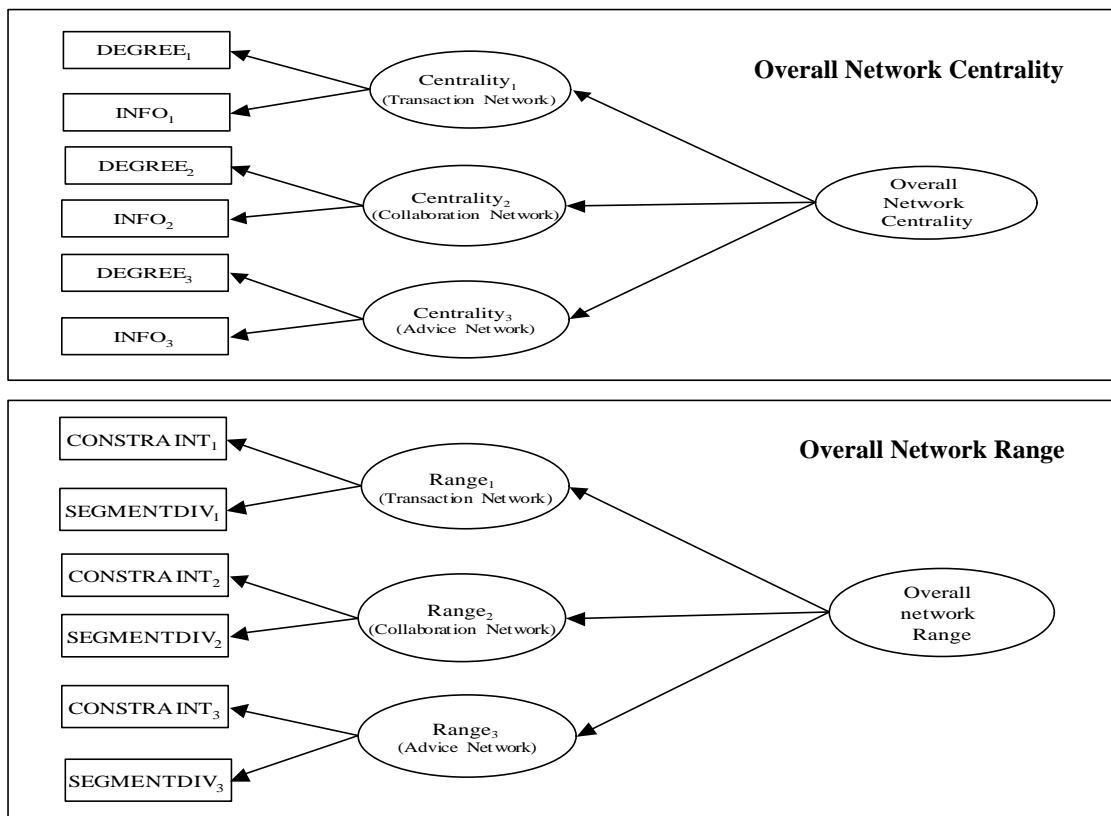 Overall Network Centrality
DEGREE₁
INFO₁
DEGREE₂
INFO₂
DEGREE₃
INFO₃
Centrality₁
(Transaction Network)
Centrality₂
(Collaboration Network)
Centrality₃
(Advice Network)
Overall
Network
Centrality
Overall Network Range
CONSTRAINT₁
SEGMENTDIV₁
CONSTRAINT₂
SEGMENTDIV₂
CONSTRAINT₃
SEGMENTDIV₃
Range₁
(Transaction Network)
Range₂
(Collaboration Network)
Range₃
(Advice Network)
Overall
network
Range